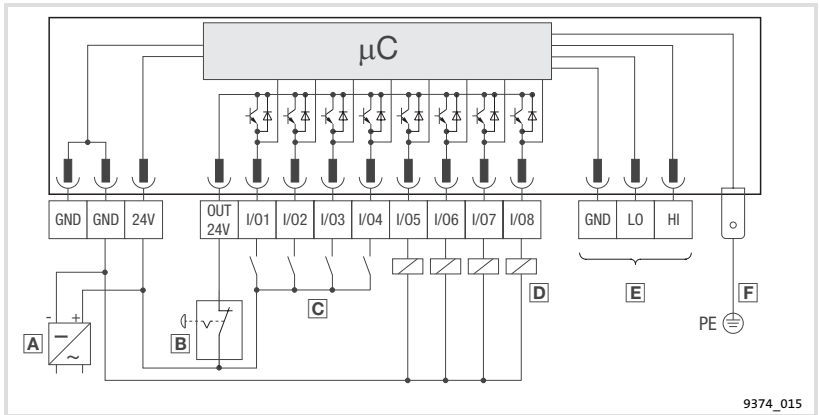 μC
GND GND 24V OUT 24V I/01 I/02 I/03 I/04 I/05 I/06 I/07 I/08 GND LO HI
- +
A
B
C
D
E
F
PE
9374_015